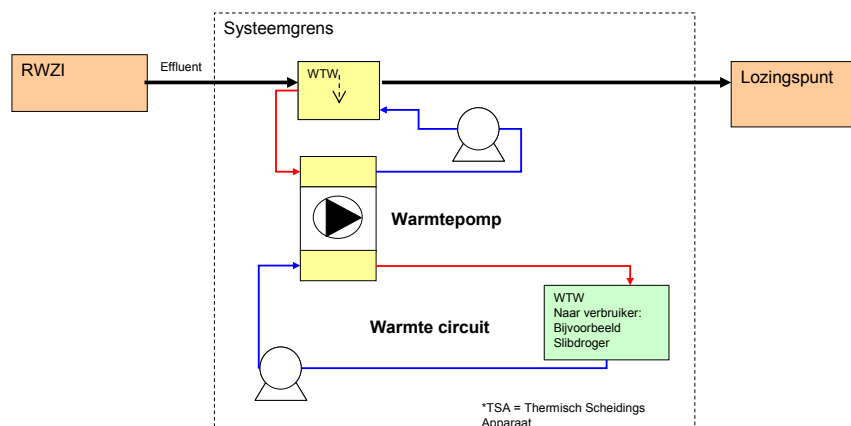 Systeemgrens
RWZI
Effluent
WTW
Lozingspunt
Warmtepomp
WTW
Naar verbruiker:
Bijvoorbeeld
Slibdroger
Warmte circuit
*TSA = Thermisch Scheidings
Apparaat